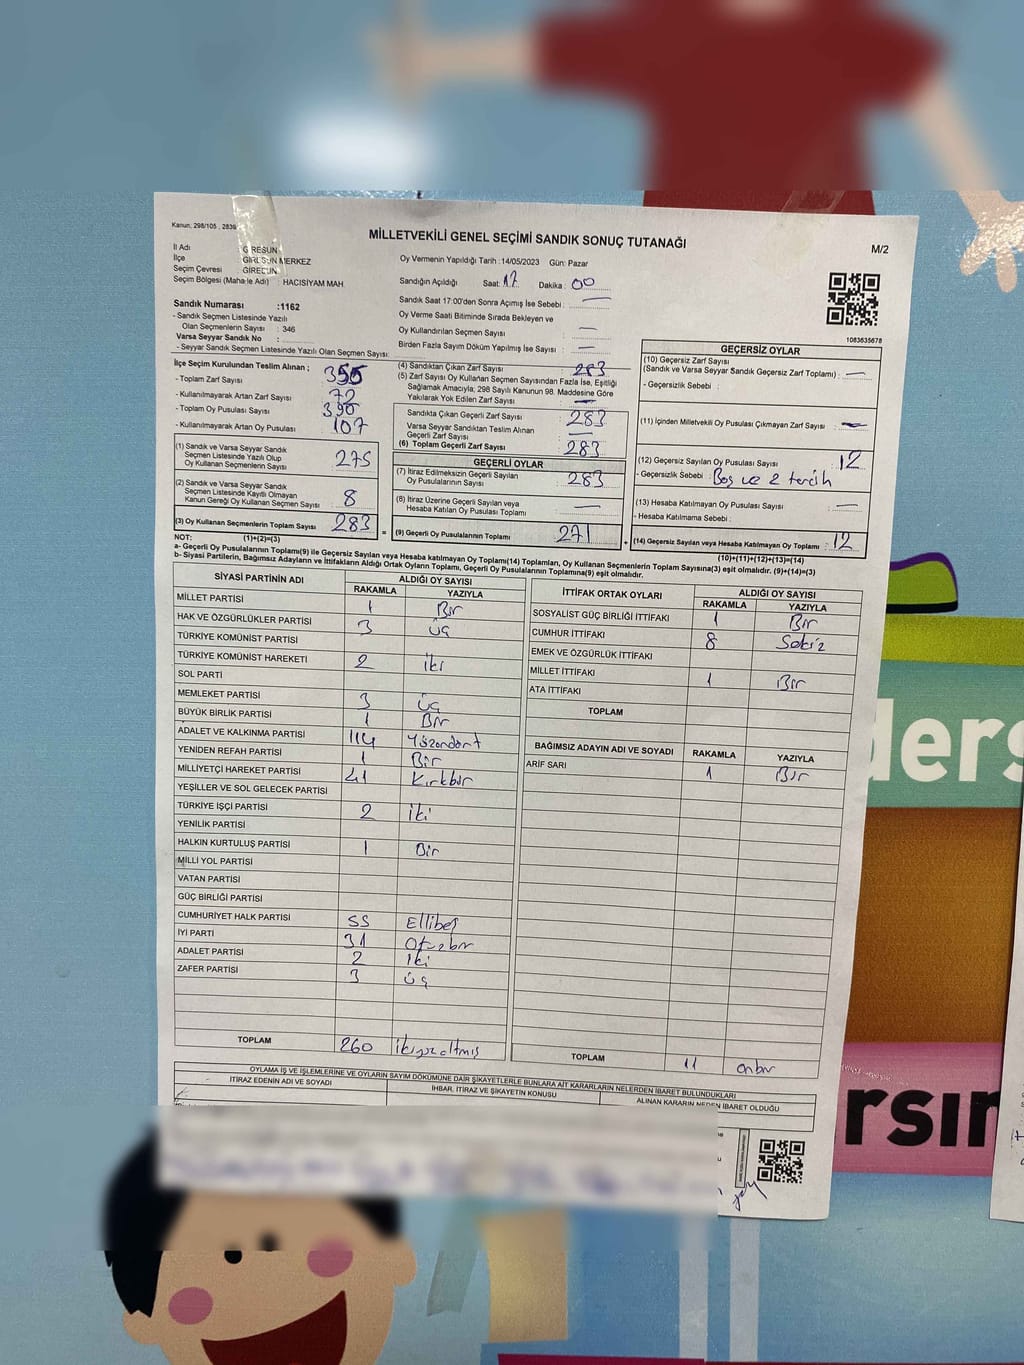 Kanun, 298/105 , 2839
MİLLETVEKİLİ GENEL SEÇİMİ SANDIK SONUÇ TUTANAĞI
M/2
İl Adı GİRESUN
İlçe GİRESUN MERKEZ
Seçim Çevresi GİRESUN
Seçim Bölgesi (Mahalle Adı) : HACISİYAM MAH.
Oy Vermenin Yapıldığı Tarih :14/05/2023 Gün: Pazar
Sandığın Açıldığı Saat: 17 Dakika : 00
Sandık Saat 17:00'den Sonra Açımış İse Sebebi : —
Oy Verme Saati Bitiminde Sırada Bekleyen ve
Oy Kullandırılan Seçmen Sayısı —
Birden Fazla Sayım Döküm Yapılmış İse Sayısı : —
Sandık Numarası :1162
- Sandık Seçmen Listesinde Yazılı
Olan Seçmenlerin Sayısı : 346
Varsa Seyyar Sandık No :
- Seyyar Sandık Seçmen Listesinde Yazılı Olan Seçmen Sayısı:
1083635678
İlçe Seçim Kurulundan Teslim Alınan ;
- Toplam Zarf Sayısı 355
- Kullanılmayarak Artan Zarf Sayısı 72
- Toplam Oy Pusulası Sayısı
- Kullanılmayarak Artan Oy Pusulası 107
(1) Sandık ve Varsa Seyyar Sandık
Seçmen Listesinde Yazılı Olup
Oy Kullanan Seçmenlerin Sayısı 275
(2) Sandık ve Varsa Seyyar Sandık
Seçmen Listesinde Kayıtlı Olmayan
Kanun Gereği Oy Kullanan Seçmen Sayısı 8
(3) Oy Kullanan Seçmenlerin Toplam Sayısı 283
(4) Sandıktan Çıkan Zarf Sayısı 283
(5) Zarf Sayısı Oy Kullanan Seçmen Sayısından Fazla İse, Eşitliği
Sağlamak Amacıyla, 298 Sayılı Kanunun 98. Maddesine Göre
Yakılarak Yok Edilen Zarf Sayısı : —
Sandıkta Çıkan Geçerli Zarf Sayısı 283
Varsa Seyyar Sandıktan Teslim Alınan
Geçerli Zarf Sayısı —
(6) Toplam Geçerli Zarf Sayısı 283
GEÇERLİ OYLAR
(7) İtiraz Edilmeksizin Geçerli Sayılan
Oy Pusulalarının Sayısı 283
(8) İtiraz Üzerine Geçerli Sayılan veya
Hesaba Katılan Oy Pusulası Toplamı —
= (9) Geçerli Oy Pusulalarının Toplamı 271 +
GEÇERSİZ OYLAR
(10) Geçersiz Zarf Sayısı
(Sandık ve Varsa Seyyar Sandık Geçersiz Zarf Toplamı) : —
- Geçersizlik Sebebi :
(11) İçinden Milletvekili Oy Pusulası Çıkmayan Zarf Sayısı : —
(12) Geçersiz Sayılan Oy Pusulası Sayısı : 12
- Geçersizlik Sebebi : Boş ve 2 tercih
(13) Hesaba Katılmayan Oy Pusulası Sayısı : —
- Hesaba Katılmama Sebebi :
(14) Geçersiz Sayılan veya Hesaba Katılmayan Oy Toplamı : 12
NOT: (1)+(2)=(3) (10)+(11)+(12)+(13)=(14)
a- Geçerli Oy Pusulalarının Toplamı(9) ile Geçersiz Sayılan veya Hesaba katılmayan Oy Toplamı(14) Toplamları, Oy Kullanan Seçmenlerin Toplam Sayısına(3) eşit olmalıdır. (9)+(14)=(3)
b- Siyasi Partilerin, Bağımsız Adayların ve İttifakların Aldığı Ortak Oyların Toplamı, Geçerli Oy Pusulalarının Toplamına(9) eşit olmalıdır.
SİYASİ PARTİNİN ADI ALDIĞI OY SAYISI
RAKAMLA YAZIYLA
MİLLET PARTİSİ 1 Bir
HAK VE ÖZGÜRLÜKLER PARTİSİ 3 üç
TÜRKİYE KOMÜNİST PARTİSİ
TÜRKİYE KOMÜNİST HAREKETİ 2 iki
SOL PARTİ
MEMLEKET PARTİSİ 3 üç
BÜYÜK BİRLİK PARTİSİ 1 Bir
ADALET VE KALKINMA PARTİSİ 114 Yüzondört
YENİDEN REFAH PARTİSİ 1 Bir
MİLLİYETÇİ HAREKET PARTİSİ 41 Kırkbir
YEŞİLLER VE SOL GELECEK PARTİSİ
TÜRKİYE İŞÇİ PARTİSİ 2 iki
YENİLİK PARTİSİ
HALKIN KURTULUŞ PARTİSİ 1 Bir
MİLLİ YOL PARTİSİ
VATAN PARTİSİ
GÜÇ BİRLİĞİ PARTİSİ
CUMHURİYET HALK PARTİSİ 55 Ellibeş
İYİ PARTİ 31 Otuzbir
ADALET PARTİSİ 2 iki
ZAFER PARTİSİ 3 üç
TOPLAM 260 ikiyüzaltmış
İTTİFAK ORTAK OYLARI ALDIĞI OY SAYISI
RAKAMLA YAZIYLA
SOSYALİST GÜÇ BİRLİĞİ İTTİFAKI 1 Bir
CUMHUR İTTİFAKI 8 Sekiz
EMEK VE ÖZGÜRLÜK İTTİFAKI
MİLLET İTTİFAKI 1 Bir
ATA İTTİFAKI
TOPLAM
BAĞIMSIZ ADAYIN ADI VE SOYADI RAKAMLA YAZIYLA
ARİF SARI 1 Bir
TOPLAM 11 onbir
OYLAMA İŞ VE İŞLEMLERİNE VE OYLARIN SAYIM DÖKÜMÜNE DAİR ŞİKAYETLERLE BUNLARA AİT KARARLARIN NELERDEN İBARET BULUNDUKLARI
İTİRAZ EDENİN ADI VE SOYADI İHBAR, İTİRAZ VE ŞİKAYETİN KONUSU ALINAN KARARIN NEDEN İBARET OLDUĞU
ders
rsın